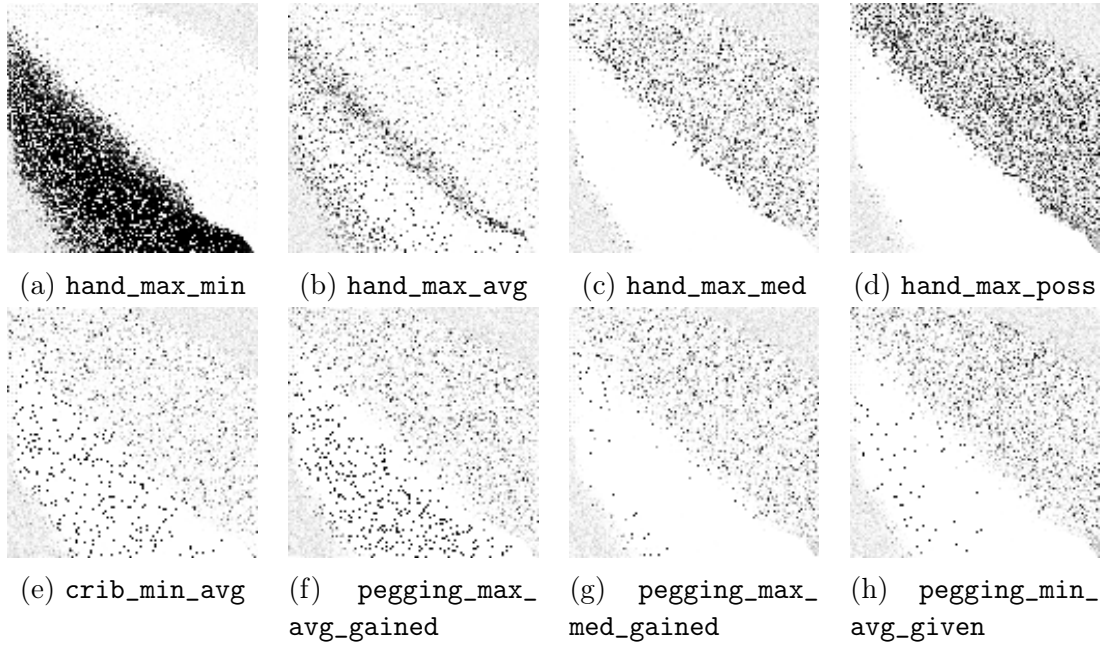 (a) hand_max_min (b) hand_max_avg (c) hand_max_med (d) hand_max_poss
(e) crib_min_avg (f) pegging_max_ (g) pegging_max_ (h) pegging_min_
avg_gained med_gained avg_given